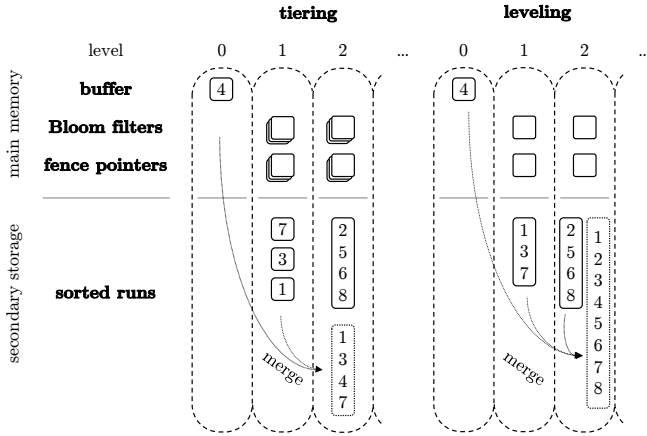 tiering leveling
level 0 1 2 ... 0 1 2 ..
main memory
buffer 4 4
Bloom filters
fence pointers
secondary storage
sorted runs
7
3
1
2
5
6
8
1
3
4
7
merge
1
3
7
2
5
6
8
1
2
3
4
5
6
7
8
merge